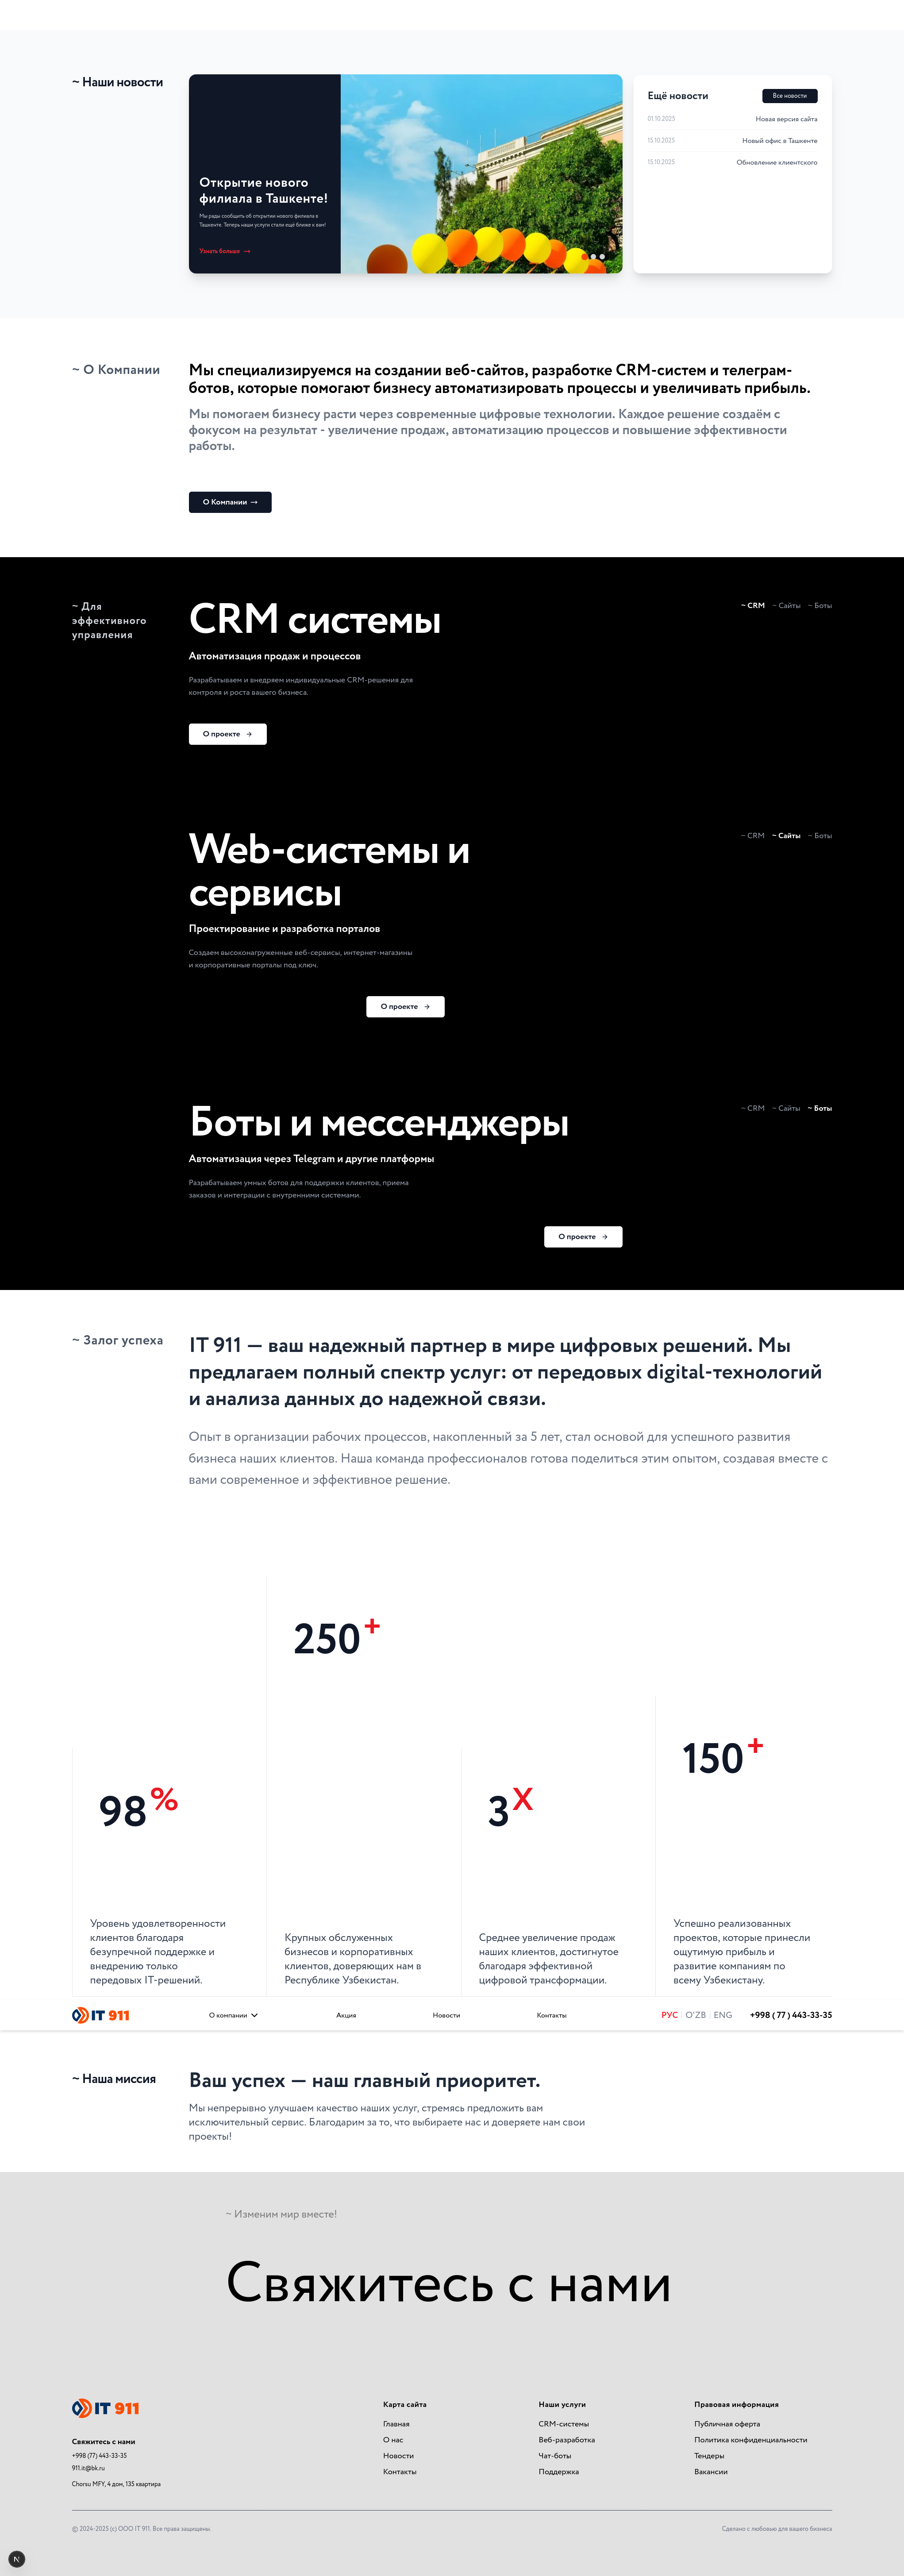 ~ Наши новости
Открытие нового
филиала в Ташкенте!
Мы рады сообщить об открытии нового филиала в
Ташкенте. Теперь наши услуги стали ещё ближе к вам!
Узнать больше →
Ещё новости
Все новости
01.10.2025 Новая версия сайта
15.10.2025 Новый офис в Ташкенте
15.10.2025 Обновление клиентского
~ О Компании
Мы специализируемся на создании веб-сайтов, разработке CRM-систем и телеграм-
ботов, которые помогают бизнесу автоматизировать процессы и увеличивать прибыль.
Мы помогаем бизнесу расти через современные цифровые технологии. Каждое решение создаём с
фокусом на результат - увеличение продаж, автоматизацию процессов и повышение эффективности
работы.
О Компании →
~ Для
эффективного
управления
CRM системы
~ CRM ~ Сайты ~ Боты
Автоматизация продаж и процессов
Разрабатываем и внедряем индивидуальные CRM-решения для
контроля и роста вашего бизнеса.
О проекте →
Web-системы и
сервисы
~ CRM ~ Сайты ~ Боты
Проектирование и разработка порталов
Создаем высоконагруженные веб-сервисы, интернет-магазины
и корпоративные порталы под ключ.
О проекте →
Боты и мессенджеры
~ CRM ~ Сайты ~ Боты
Автоматизация через Telegram и другие платформы
Разрабатываем умных ботов для поддержки клиентов, приема
заказов и интеграции с внутренними системами.
О проекте →
~ Залог успеха
IT 911 — ваш надежный партнер в мире цифровых решений. Мы
предлагаем полный спектр услуг: от передовых digital-технологий
и анализа данных до надежной связи.
Опыт в организации рабочих процессов, накопленный за 5 лет, стал основой для успешного развития
бизнеса наших клиентов. Наша команда профессионалов готова поделиться этим опытом, создавая вместе с
вами современное и эффективное решение.
98%
Уровень удовлетворенности
клиентов благодаря
безупречной поддержке и
внедрению только
передовых IT-решений.
250+
Крупных обслуженных
бизнесов и корпоративных
клиентов, доверяющих нам в
Республике Узбекистан.
3X
Среднее увеличение продаж
наших клиентов, достигнутое
благодаря эффективной
цифровой трансформации.
150+
Успешно реализованных
проектов, которые принесли
ощутимую прибыль и
развитие компаниям по
всему Узбекистану.
IT 911 О компании Акция Новости Контакты РУС | O'ZB | ENG +998 ( 77 ) 443-33-35
~ Наша миссия
Ваш успех — наш главный приоритет.
Мы непрерывно улучшаем качество наших услуг, стремясь предложить вам
исключительный сервис. Благодарим за то, что выбираете нас и доверяете нам свои
проекты!
~ Изменим мир вместе!
Свяжитесь с нами
IT 911
Свяжитесь с нами
+998 (77) 443-33-35
911.it@bk.ru
Chorsu MFY, 4 дом, 135 квартира
Карта сайта
Главная
О нас
Новости
Контакты
Наши услуги
CRM-системы
Веб-разработка
Чат-боты
Поддержка
Правовая информация
Публичная оферта
Политика конфиденциальности
Тендеры
Вакансии
© 2024-2025 (c) ООО IT 911. Все права защищены.
Сделано с любовью для вашего бизнеса
N